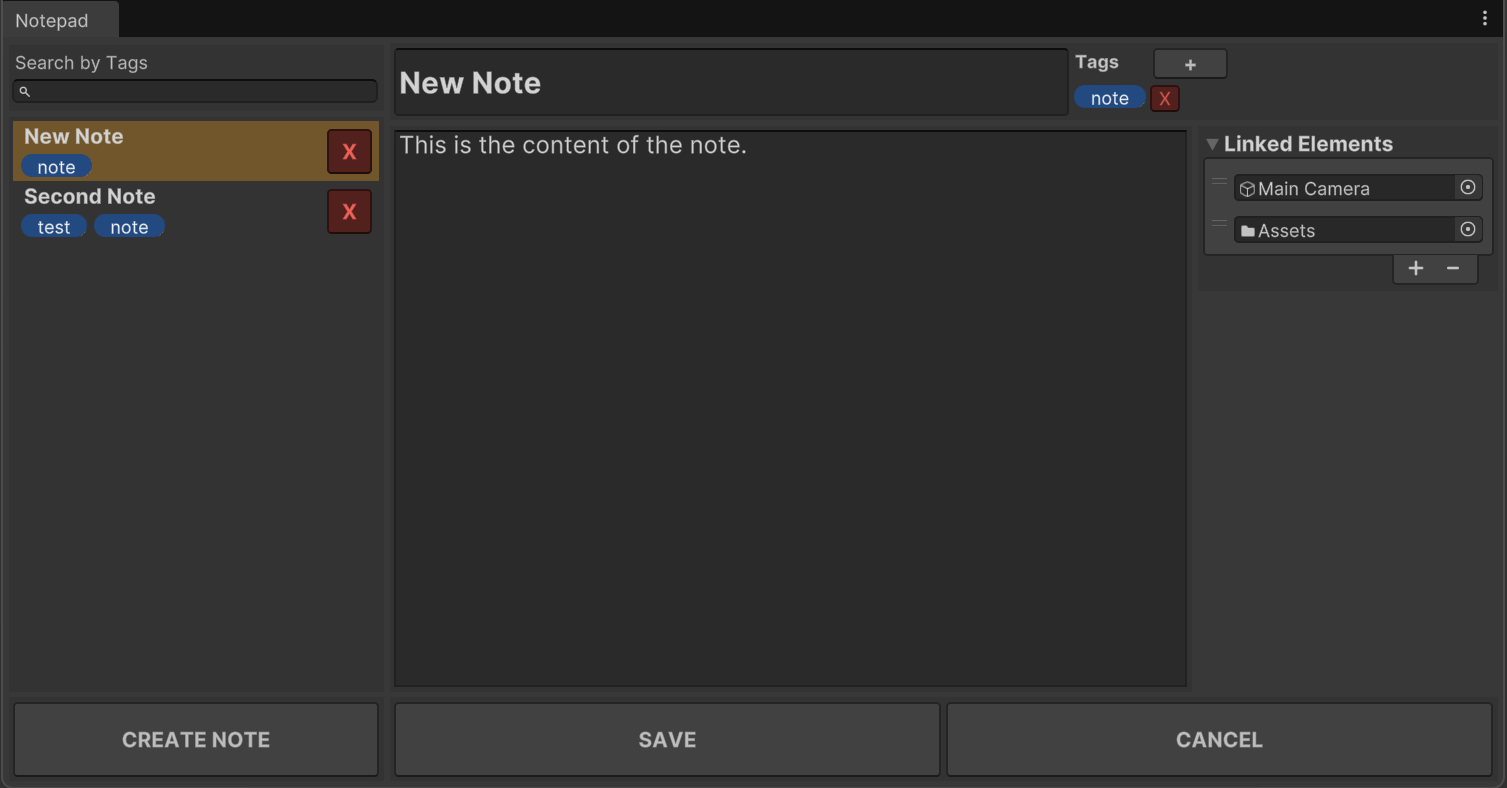 Notepad
Search by Tags
New Note
note
X
Second Note
test note
X
CREATE NOTE
New Note
Tags +
note X
This is the content of the note.
Linked Elements
Main Camera
Assets
+ −
SAVE
CANCEL